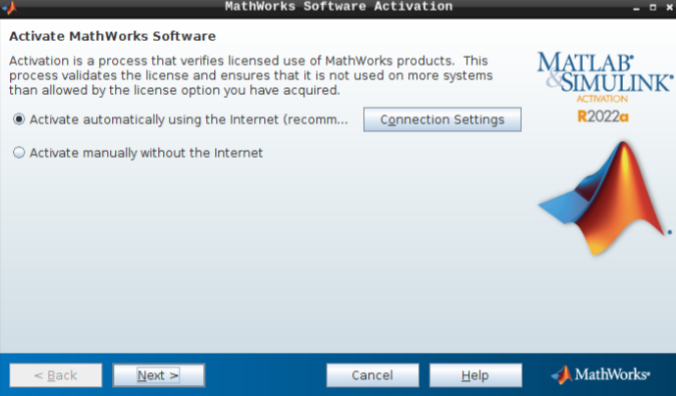 MathWorks Software Activation
Activate MathWorks Software
Activation is a process that verifies licensed use of MathWorks products. This
process validates the license and ensures that it is not used on more systems
than allowed by the license option you have acquired.
Activate automatically using the Internet (recomm...
Connection Settings
Activate manually without the Internet
MATLAB®
&SIMULINK®
ACTIVATION
R2022a
< Back
Next >
Cancel
Help
MathWorks®